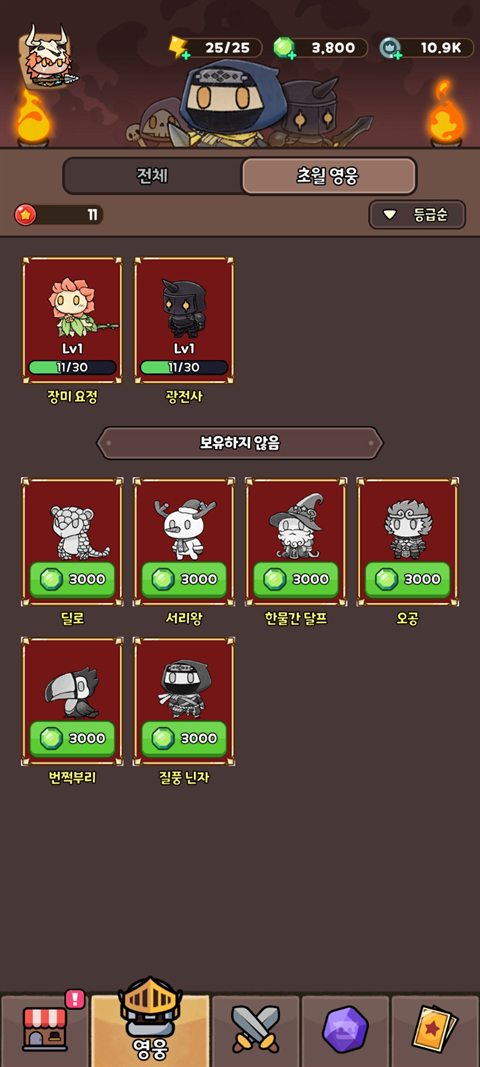 25/25 3,800 10.9K
전체 초월 영웅
11 등급순
Lv1 Lv1
11/30 11/30
장미 요정 광전사
보유하지 않음
3000 3000 3000 3000
딜로 서리왕 한물간 달프 오공
3000 3000
번쩍부리 질풍 닌자
!
영웅